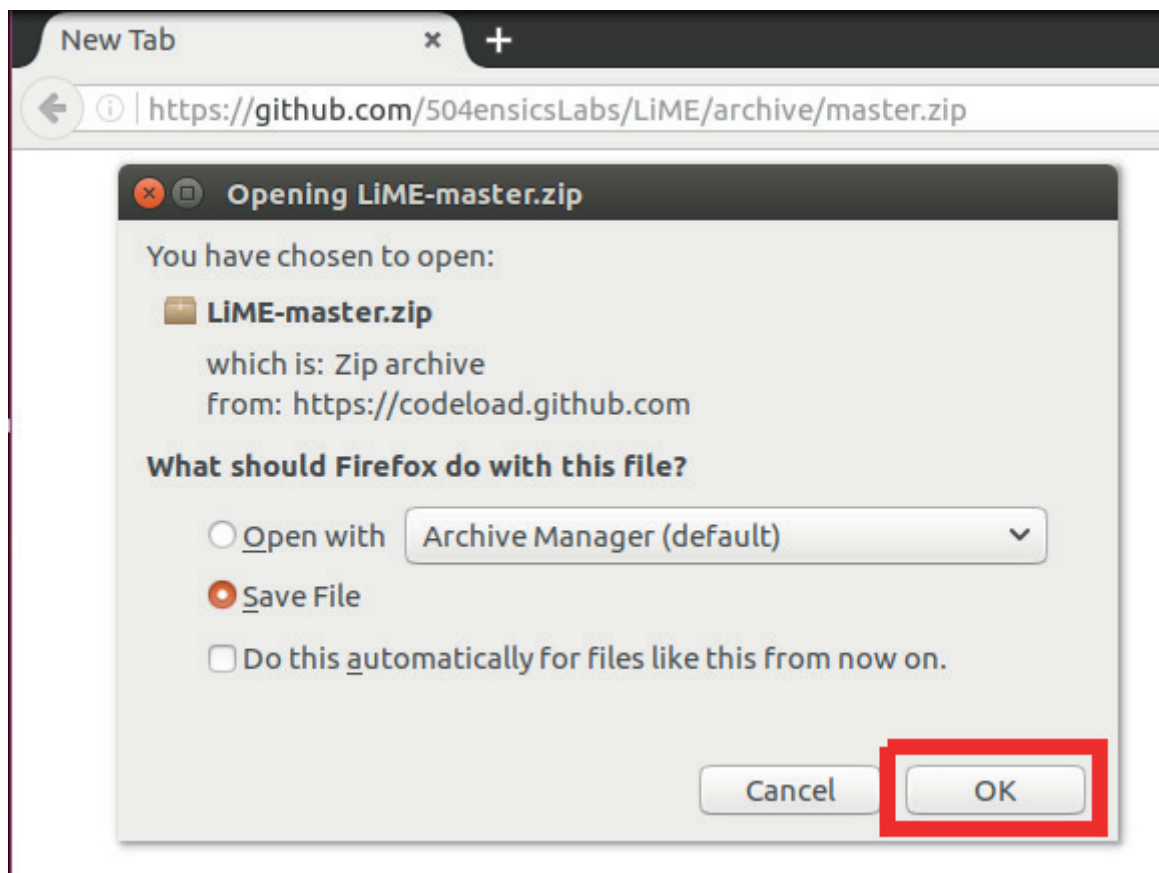 New Tab
https://github.com/504ensicsLabs/LiME/archive/master.zip
Opening LiME-master.zip
You have chosen to open:
LiME-master.zip
which is: Zip archive
from: https://codeload.github.com
What should Firefox do with this file?
Open with Archive Manager (default)
Save File
Do this automatically for files like this from now on.
Cancel OK